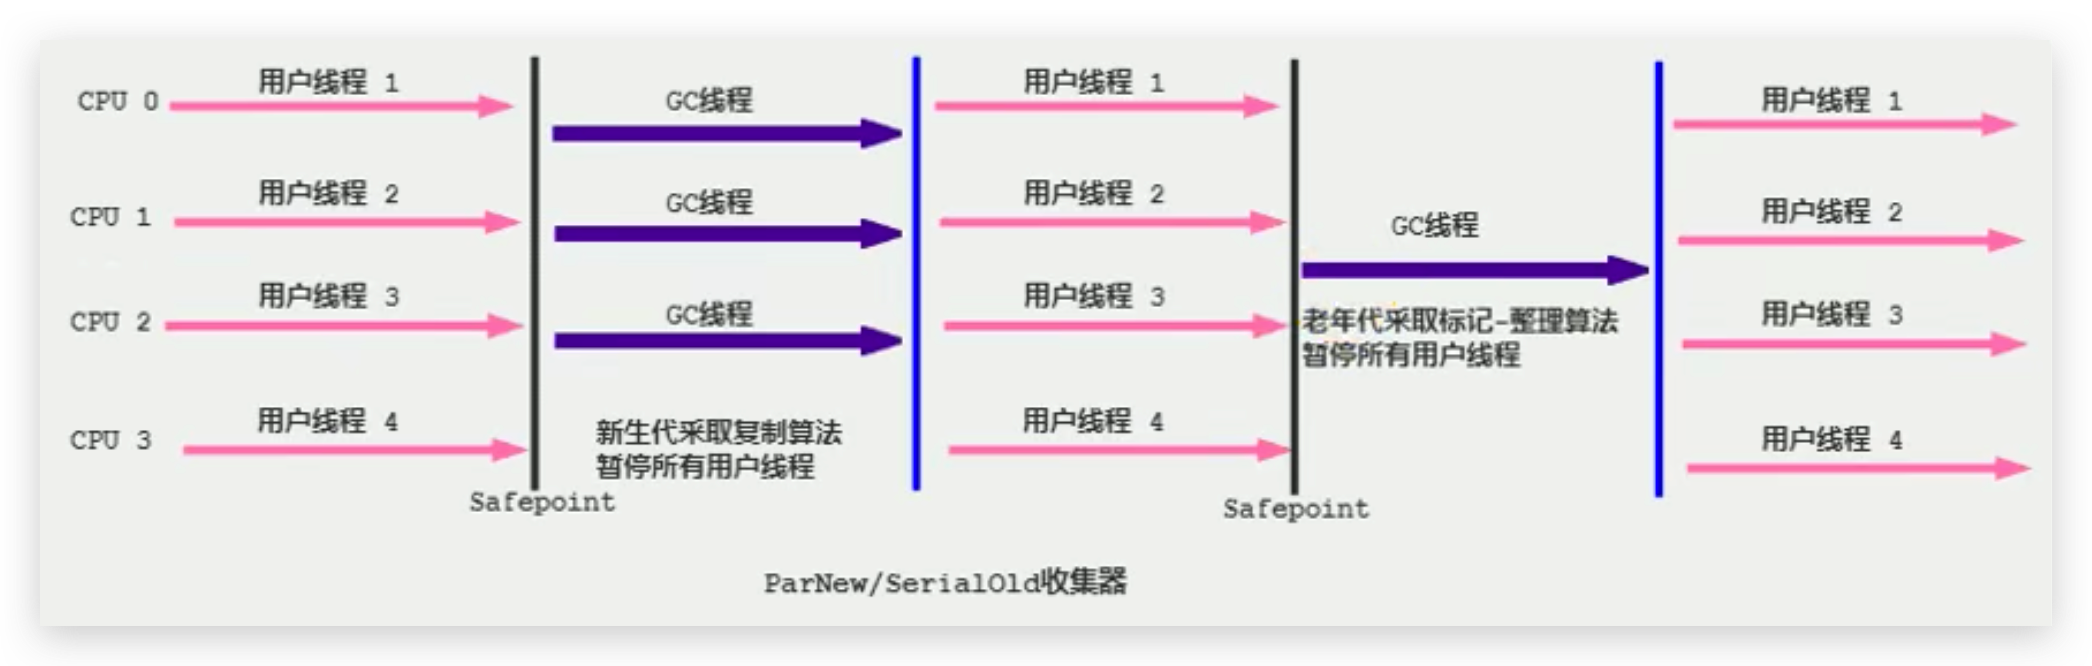 CPU 0
用户线程 1
GC线程
用户线程 1
用户线程 1
CPU 1
用户线程 2
GC线程
用户线程 2
GC线程
用户线程 2
CPU 2
用户线程 3
GC线程
用户线程 3
老年代采取标记-整理算法
暂停所有用户线程
用户线程 3
CPU 3
用户线程 4
新生代采取复制算法
暂停所有用户线程
用户线程 4
用户线程 4
Safepoint
Safepoint
ParNew/SerialOld收集器